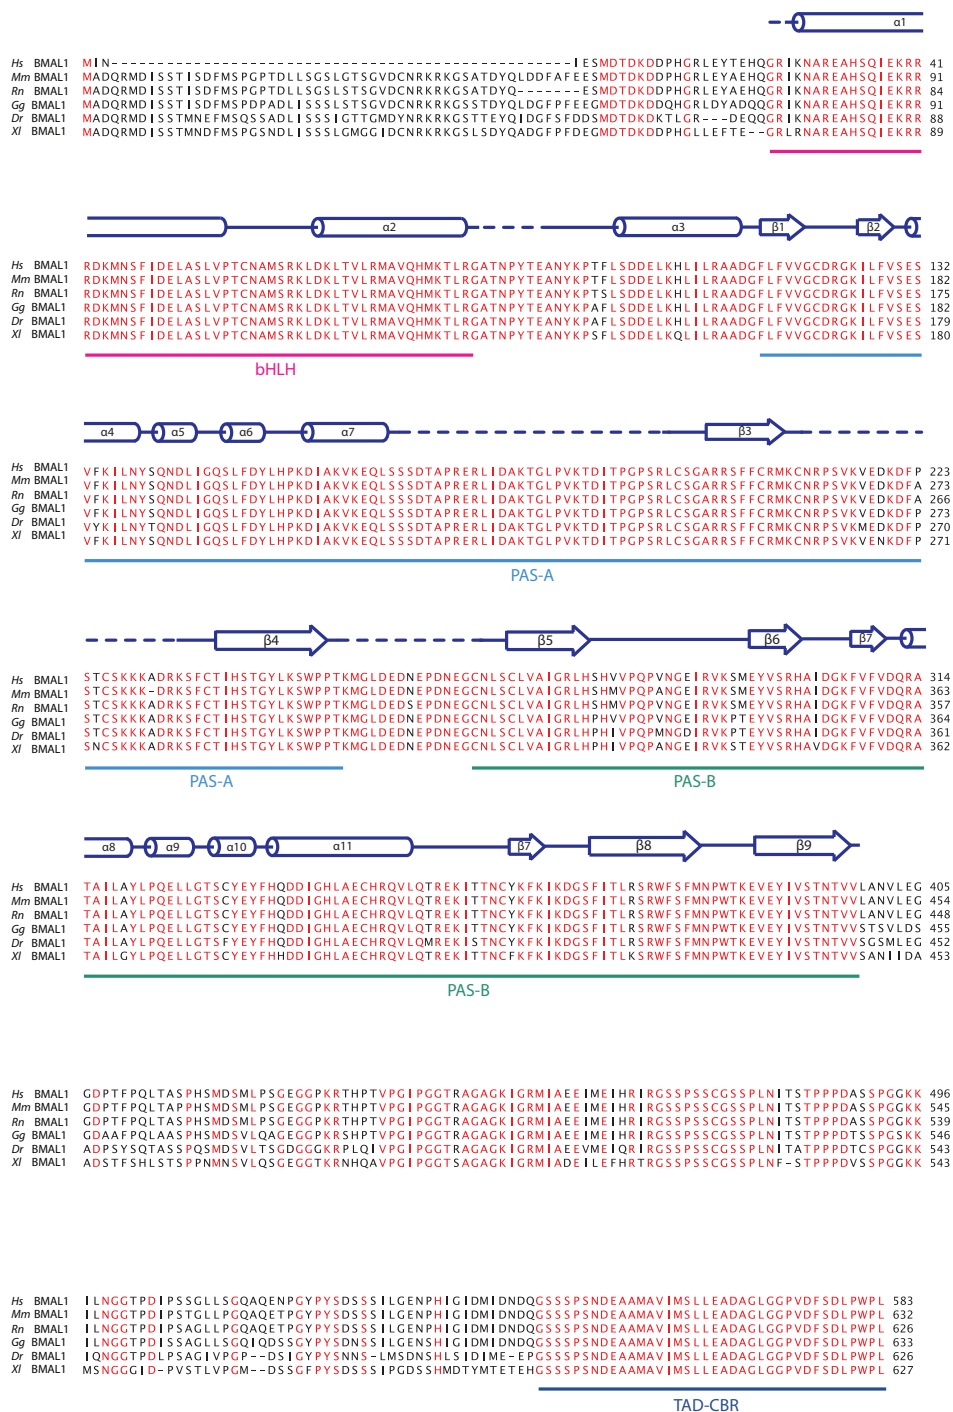 α1
Hs BMAL1 MIN--------------------------------------------------IESMDTDKDDPHGRLEYTEHQGRIKNAREAHSQIEKRR 41
Mm BMAL1 MADQRMDISSTISDFMSPGPTDLLSGSLGTSGVDCNRKRKGSATDYQLDDFAFEESMDTDKDDPHGRLEYAEHQGRIKNAREAHSQIEKRR 91
Rn BMAL1 MADQRMDISSTISDFMSPGPTDLLSSSLSTSGVDCNRKRKGSATDYQ-------ESMDTDKDDPHGRLEYAEHQGRIKNAREAHSQIEKRR 84
Gg BMAL1 MADQRMDISSTISDFMSPDPADLISSSLSTSGVDCNRKRKGSSTDYQLDGFPFEEGMDTDKDDQHGRLDYADQQGRIKNAREAHSQIEKRR 91
Dr BMAL1 MADQRMDISSTMNEFMSQGSADLISSSIGTTGMDYNRKRKGSTTEYQIDGFSFDDSMDTDKDKTLGR---DEQQGRIKNAREAHSQIEKRR 88
Xl BMAL1 MADQRMDISSTMNDFMSPGSNDLISSSLGMGGIDCNRKRKGSLSDYQADGFPFDEGMDTDKDDPHGLLEFTE--GRLRNAREAHSQIEKRR 89
α2 α3 β1 β2
Hs BMAL1 RDKMNSFIDELASLVPTCNAMSRKLDKLTVLRMAVQHMKTLRGATNPYTEANYKPTFLSDDELKHLILRAADGFLFVVGCDRGKILFVSES 132
Mm BMAL1 RDKMNSFIDELASLVPTCNAMSRKLDKLTVLRMAVQHMKTLRGATNPYTEANYKPTFLSDDELKHLILRAADGFLFVVGCDRGKILFVSES 182
Rn BMAL1 RDKMNSFIDELASLVPTCNAMSRKLDKLTVLRMAVQHMKTLRGATNPYTEANYKPTSLSDDELKHLILRAADGFLFVVGCDRGKILFVSES 175
Gg BMAL1 RDKMNSFIDELASLVPTCNAMSRKLDKLTVLRMAVQHMKTLRGATNPYTEANYKPAFLSDDELKHLILRAADGFLFVVGCDRGKILFVSES 182
Dr BMAL1 RDKMNSFIDELASLVPTCNAMSRKLDKLTVLRMAVQHMKTLRGATNPYTEANYKPAFLSDDELKHLILRAADGFLFVVGCDRGKILFVSES 179
Xl BMAL1 RDKMNSFIDELASLVPTCNAMSRKLDKLTVLRMAVQHMKTLRGATNPYTEANYKPSFLSDDELKQLILRAADGFLFVVGCDRGKILFVSES 180
bHLH
α4 α5 α6 α7 β3
Hs BMAL1 VFKILNYSQNDLIGQSLFDYLHPKDIAKVKEQLSSSDTAPRERLIDAKTGLPVKTDITPGPSRLCSGARRSFFCRMKCNRPSVKVEDKDFP 223
Mm BMAL1 VFKILNYSQNDLIGQSLFDYLHPKDIAKVKEQLSSSDTAPRERLIDAKTGLPVKTDITPGPSRLCSGARRSFFCRMKCNRPSVKVEDKDFA 273
Rn BMAL1 VFKILNYSQNDLIGQSLFDYLHPKDIAKVKEQLSSSDTAPRERLIDAKTGLPVKTDITPGPSRLCSGARRSFFCRMKCNRPSVKVEDKDFA 266
Gg BMAL1 VFKILNYSQNDLIGQSLFDYLHPKDIAKVKEQLSSSDTAPRERLIDAKTGLPVKTDITPGPSRLCSGARRSFFCRMKCNRPSVKVEDKDFP 273
Dr BMAL1 VYKILNYTQNDLIGQSLFDYLHPKDIAKVKEQLSSSDTAPRERLIDAKTGLPVKTDITPGPSRLCSGARRSFFCRMKCNRPSVKMEDKDFP 270
Xl BMAL1 VFKILNYSQNDLIGQSLFDYLHPKDIAKVKEQLSSSDTAPRERLIDAKTGLPVKTDITPGPSRLCSGARRSFFCRMKCNRPSVKVENKDFP 271
PAS-A
β4 β5 β6 β7
Hs BMAL1 STCSKKKADRKSFCTIHSTGYLKSWPPTKMGLDEDNEPDNEGCNLSCLVAIGRLHSHVVPQPVNGEIRVKSMEYVSRHAIDGKFVFVDQRA 314
Mm BMAL1 STCSKKK-DRKSFCTIHSTGYLKSWPPTKMGLDEDNEPDNEGCNLSCLVAIGRLHSHMVPQPANGEIRVKSMEYVSRHAIDGKFVFVDQRA 363
Rn BMAL1 STCSKKKADRKSFCTIHSTGYLKSWPPTKMGLDEDSEPDNEGCNLSCLVAIGRLHSHMVPQPVNGEIRVKSMEYVSRHAIDGKFVFVDQRA 357
Gg BMAL1 STCSKKKADRKSFCTIHSTGYLKSWPPTKMGLDEDNEPDNEGCNLSCLVAIGRLHPHVVPQPVNGEIRVKPTEYVSRHAIDGKFVFVDQRA 364
Dr BMAL1 STCSKKKADRKSFCTIHSTGYLKSWPPTKMGLDEDNEPDNEGCNLSCLVAIGRLHPHVVPQPMNGDIRVKPTEYVSRHAIDGKFVFVDQRA 361
Xl BMAL1 SNCSKKKADRKSFCTIHSTGYLKSWPPTKMGLDEDNEPDNEGCNLSCLVAIGRLHPHIVPQPANGEIRVKSTEYVSRHAVDGKFVFVDQRA 362
PAS-A PAS-B
α8 α9 α10 α11 β7 β8 β9
Hs BMAL1 TAILAYLPQELLGTSCYEYFHQDDIGHLAECHRQVLQTREKITTNCYKFKIKDGSFITLRSRWFSFMNPWTKEVEYIVSTNTVVLANVLEG 405
Mm BMAL1 TAILAYLPQELLGTSCYEYFHQDDIGHLAECHRQVLQTREKITTNCYKFKIKDGSFITLRSRWFSFMNPWTKEVEYIVSTNTVVLANVLEG 454
Rn BMAL1 TAILAYLPQELLGTSCYEYFHQDDIGHLAECHRQVLQTREKITTNCYKFKIKDGSFITLRSRWFSFMNPWTKEVEYIVSTNTVVLANVLEG 448
Gg BMAL1 TAILAYLPQELLGTSCYEYFHQDDIGHLAECHRQVLQTREKITTNCYKFKIKDGSFITLRSRWFSFMNPWTKEVEYIVSTNTVVSTSVLDS 455
Dr BMAL1 TAILAYLPQELLGTSFYEYFHQDDIGHLAECHRQVLQMREKISTNCYKFKIKDGSFITLRSRWFSFMNPWTKEVEYIVSTNTVVSGSMLEG 452
Xl BMAL1 TAILGYLPQELLGTSCYEYFHHDDIGHLAECHRQVLQTREKITTNCFKFKIKDGSFITLKSRWFSFMNPWTKEVEYIVSTNTVVSANIIDA 453
PAS-B
Hs BMAL1 GDPTFPQLTASPHSMDSMLPSGEGGPKRTHPTVPGIPGGTRAGAGKIGRMIAEEIMEIHRIRGSSPSSCGSSPLNITSTPPPDASSPGGKK 496
Mm BMAL1 GDPTFPQLTAPPHSMDSMLPSGEGGPKRTHPTVPGIPGGTRAGAGKIGRMIAEEIMEIHRIRGSSPSSCGSSPLNITSTPPPDASSPGGKK 545
Rn BMAL1 GDPTFPQLTASPHSMDSMLPSGEGGPKRTHPTVPGIPGGTRAGAGKIGRMIAEEIMEIHRIRGSSPSSCGSSPLNITSTPPPDASSPGGKK 539
Gg BMAL1 GDAAFPQLAASPHSMDSVLQAGEGGPKRSHPTVPGIPGGTRAGAGKIGRMIAEEIMEIHRIRGSSPSSCGSSPLNITSTPPPDTSSPGSKK 546
Dr BMAL1 ADPSYSQTASSPQSMDSVLTSGDGGGKRPLQIVPGIPGGTRAGAGKIGRMIAEEVMEIQRIRGSSPSSCGSSPLNITATPPPDTCSPGGKK 543
Xl BMAL1 ADSTFSHLSTSPPNMNSVLQSGEGGTKRNHQAVPGIPGGTSAGAGKIGRMIADEILEFHRTRGSSPSSCGSSPLNF-STPPPDVSSPGGKK 543
Hs BMAL1 ILNGGTPDIPSSGLLSGQAQENPGYPYSDSSSILGENPHIGIDMIDNDQGSSSPSNDEAAMAVIMSLLEADAGLGGPVDFSDLPWPL 583
Mm BMAL1 ILNGGTPDIPSTGLLPGQAQETPGYPYSDSSSILGENPHIGIDMIDNDQGSSSPSNDEAAMAVIMSLLEADAGLGGPVDFSDLPWPL 632
Rn BMAL1 ILNGGTPDIPSAGLLPGQAQETPGYPYSDSSSILGENPHIGIDMIDNDQGSSSPSNDEAAMAVIMSLLEADAGLGGPVDFSDLPWPL 626
Gg BMAL1 ILNGGTPDISSAGLLSGQIQDSSGYPYSDNSSILGENSHIGIDMIDNDQGSSSPSNDEAAMAVIMSLLEADAGLGGPVDFSDLPWPL 633
Dr BMAL1 IQNGGTPDLPSAGIVPGP--DSIGYPYSNNS-LMSDNSHLSIDIME-EPGSSSPSNDEAAMAVIMSLLEADAGLGGPVDFSDLPWPL 626
Xl BMAL1 MSNGGID-PVSTLVPGM--DSSGFPYSDSSSIPGDSSHMDTYMTETEHGSSSPSNDEAAMAVIMSLLEADAGLGGPVDFSDLPWPL 627
TAD-CBR